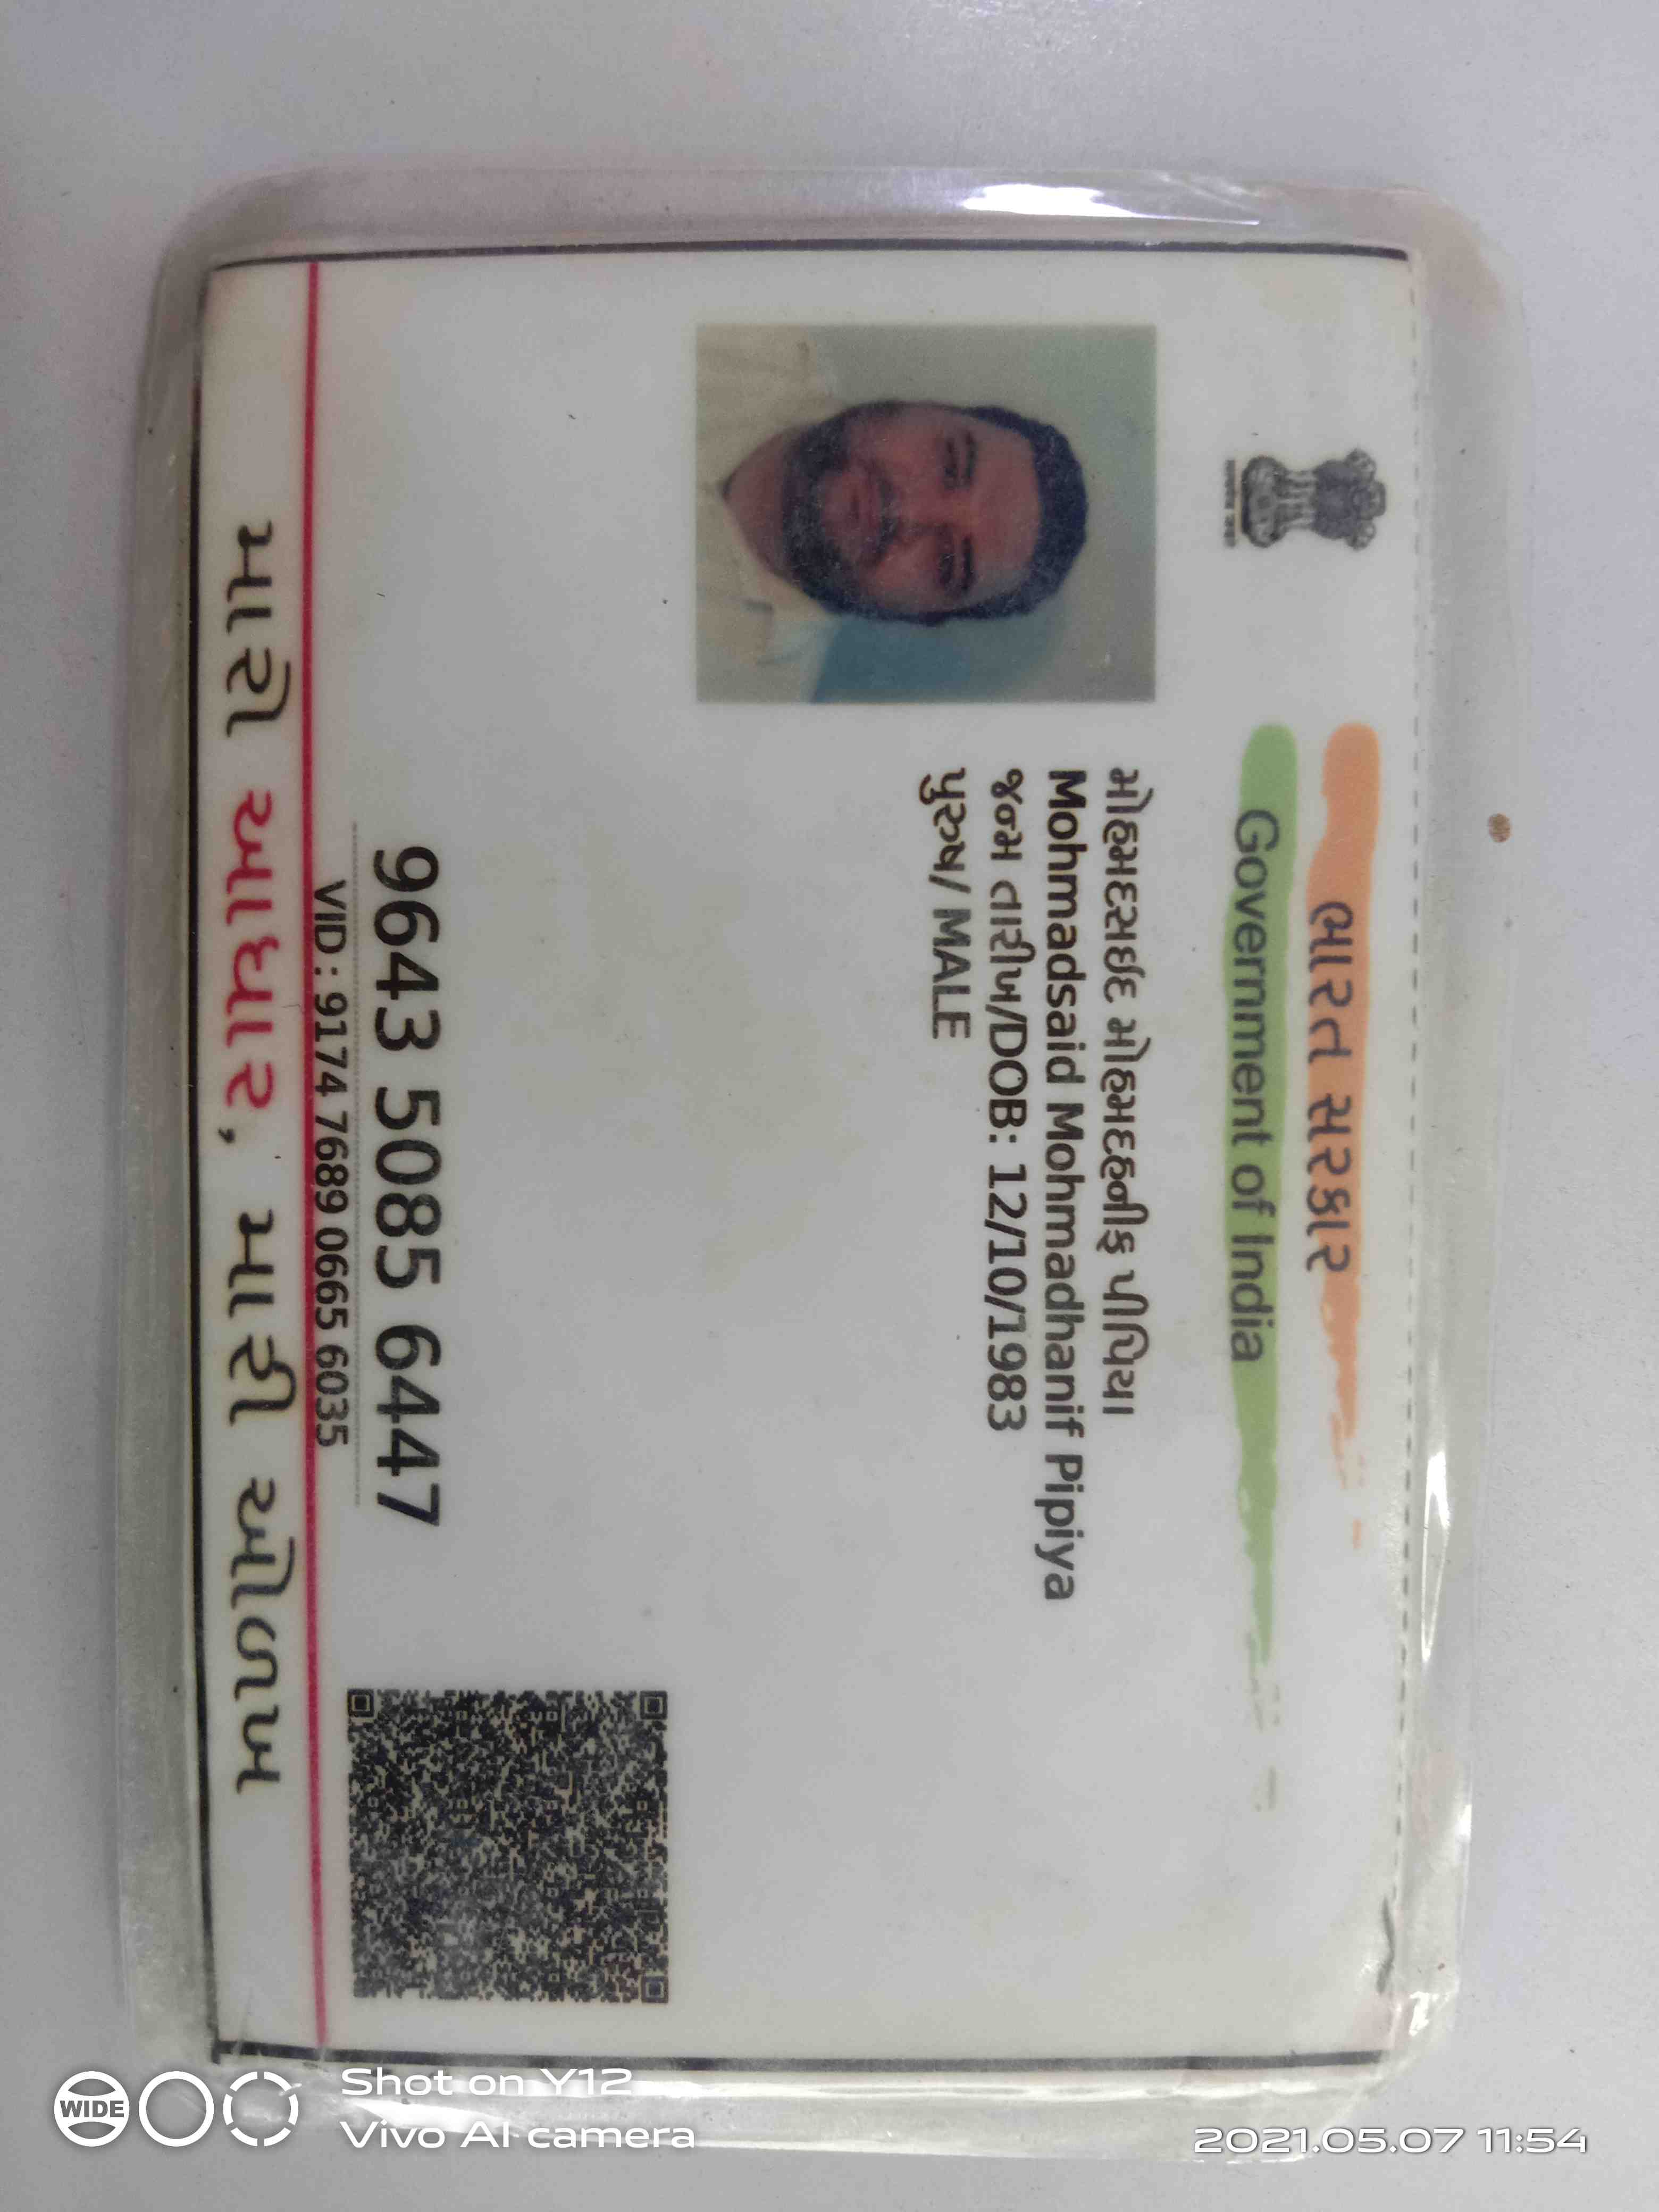 ભારત સરકાર
Government of India
મોહમદસઇદ મોહમદહનીફ પીપિયા
Mohmadsaid Mohmadhanif Pipiya
જન્મ તારીખ/DOB: 12/10/1983
પુરુષ/ MALE
9643 5085 6447
VID : 9174 7689 0665 6035
મારો આધાર, મારી ઓળખ
WIDE
Shot on Y12
Vivo AI camera
2021.05.07 11:54